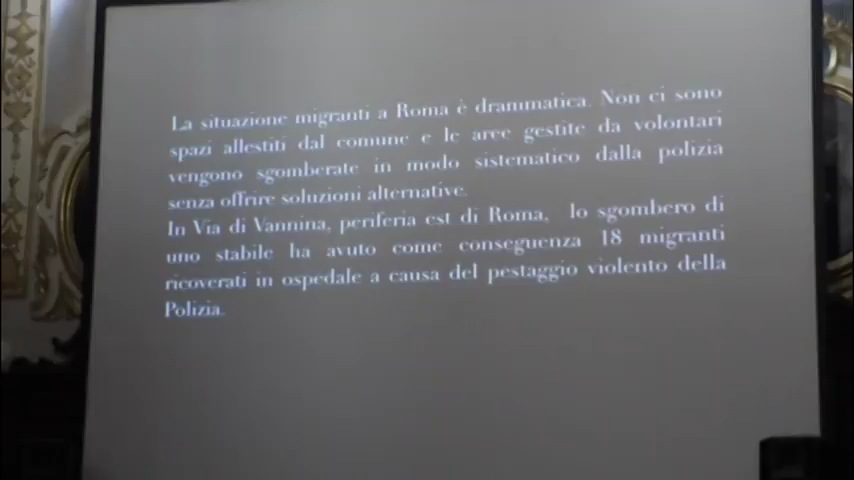 La situazione migranti a Roma è drammatica. Non ci sono
spazi allestiti dal comune e le aree gestite da volontari
vengono sgomberate in modo sistematico dalla polizia
senza offrire soluzioni alternative.
In Via di Vannina, periferia est di Roma, lo sgombero di
uno stabile ha avuto come conseguenza 18 migranti
ricoverati in ospedale a causa del pestaggio violento della
Polizia.